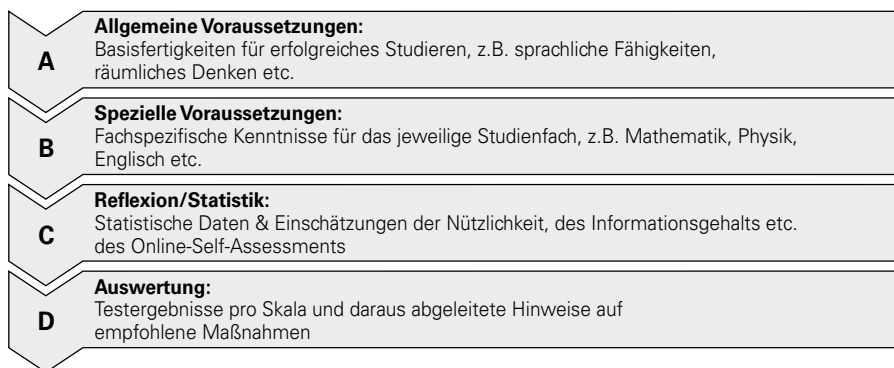 A
Allgemeine Voraussetzungen:
Basisfertigkeiten für erfolgreiches Studieren, z.B. sprachliche Fähigkeiten,
räumliches Denken etc.
B
Spezielle Voraussetzungen:
Fachspezifische Kenntnisse für das jeweilige Studienfach, z.B. Mathematik, Physik,
Englisch etc.
C
Reflexion/Statistik:
Statistische Daten & Einschätzungen der Nützlichkeit, des Informationsgehalts etc.
des Online-Self-Assessments
D
Auswertung:
Testergebnisse pro Skala und daraus abgeleitete Hinweise auf
empfohlene Maßnahmen